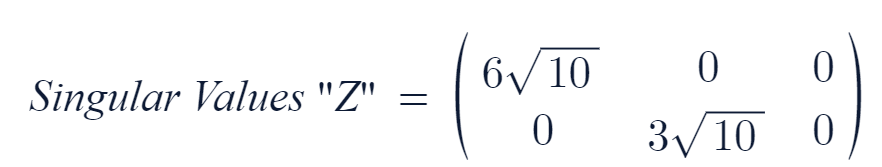 Singular Values "Z" = ( 6√10 0 0
0 3√10 0 )